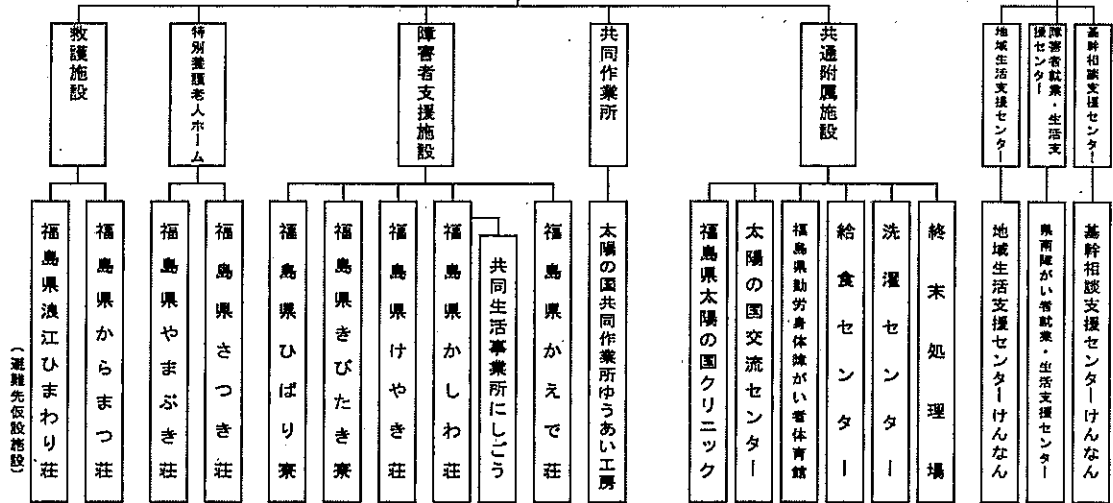 救護施設
特別養護老人ホーム
障害者支援施設
共同作業所
共通附属施設
地域生活支援センター
障害者就業・生活支
援センター
基幹相談支援センター
福島県浪江ひまわり荘
(避難先仮設施設)
福島県からまつ荘
福島県やまぶき荘
福島県さつき荘
福島県ひばり寮
福島県きびたき寮
福島県けやき荘
福島県かしわ荘
共同生活事業所にしごう
福島県かえで荘
太陽の国共同作業所ゆうあい工房
福島県太陽の国クリニック
太陽の国交流センター
福島県勤労身体障がい者体育館
給食センター
洗濯センター
終末処理場
地域生活支援センターけんなん
県南障がい者就業・生活支援センター
基幹相談支援センターけんなん